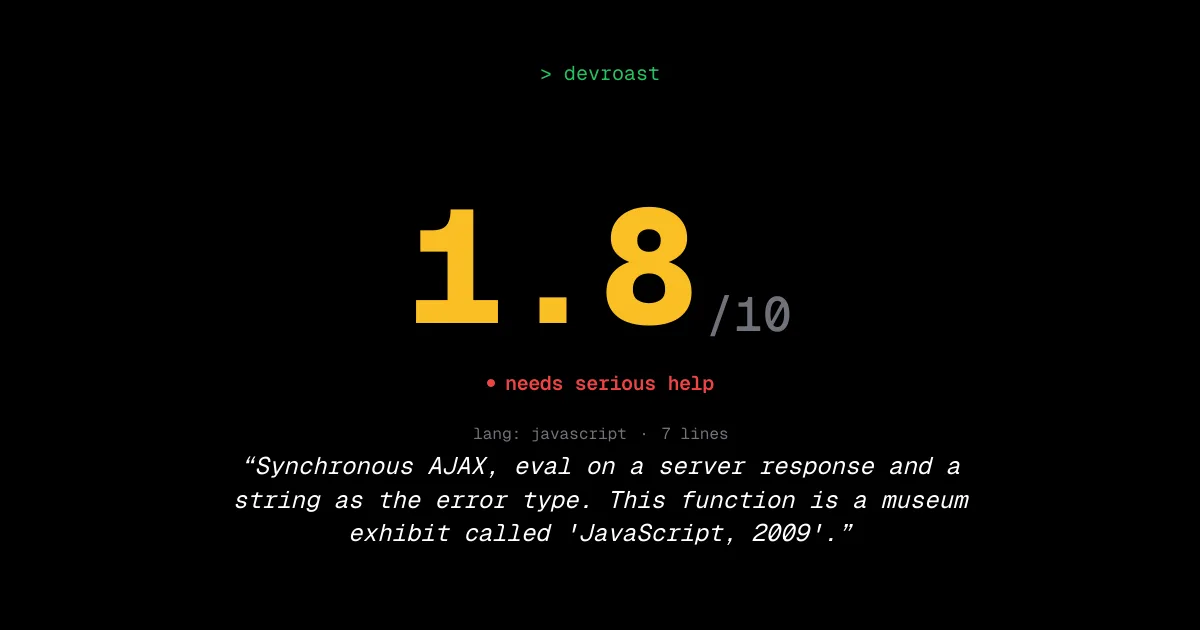 > devroast
1.8/10
• needs serious help
lang: javascript · 7 lines
“Synchronous AJAX, eval on a server response and a
string as the error type. This function is a museum
exhibit called 'JavaScript, 2009'.”